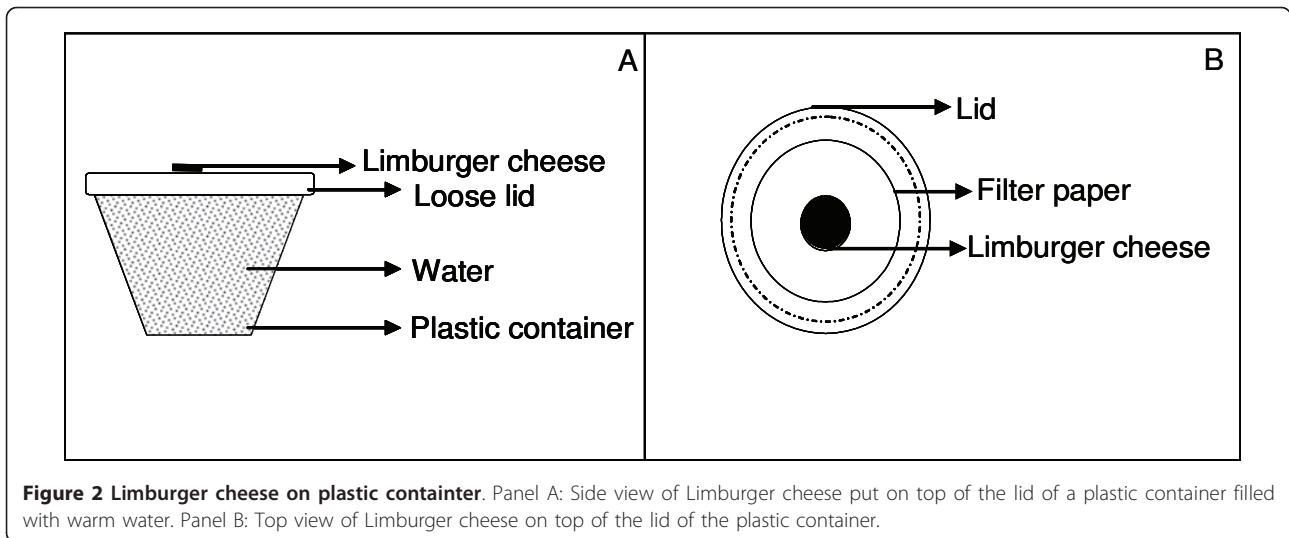 A
Limburger cheese
Loose lid
Water
Plastic container
B
Lid
Filter paper
Limburger cheese
Figure 2 Limburger cheese on plastic containter. Panel A: Side view of Limburger cheese put on top of the lid of a plastic container filled
with warm water. Panel B: Top view of Limburger cheese on top of the lid of the plastic container.